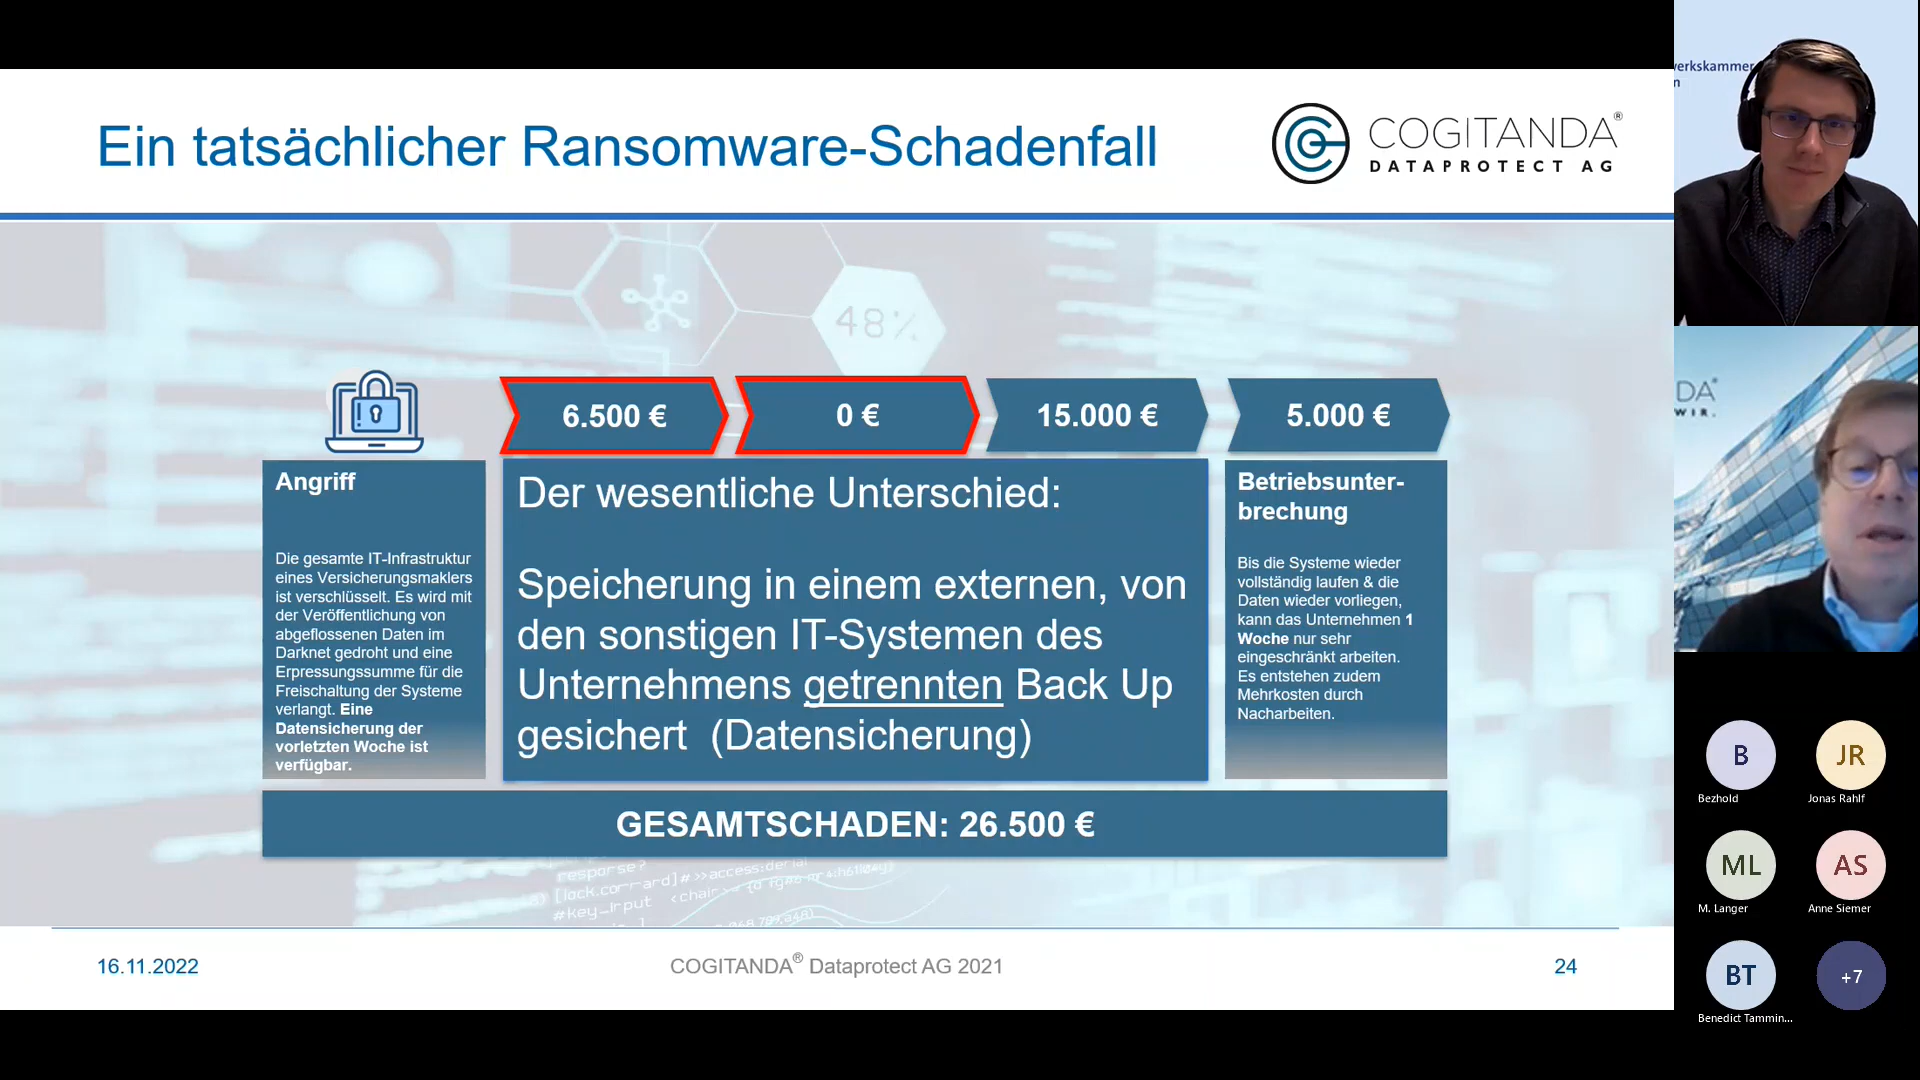 Ein tatsächlicher Ransomware-Schadenfall
COGITANDA®
DATAPROTECT AG
48%
6.500 €
0 €
15.000 €
5.000 €
Angriff
Die gesamte IT-Infrastruktur
eines Versicherungsmaklers
ist verschlüsselt. Es wird mit
der Veröffentlichung von
abgeflossenen Daten im
Darknet gedroht und eine
Erpressungssumme für die
Freischaltung der Systeme
verlangt. Eine
Datensicherung der
vorletzten Woche ist
verfügbar.
Der wesentliche Unterschied:
Speicherung in einem externen, von
den sonstigen IT-Systemen des
Unternehmens getrennten Back Up
gesichert (Datensicherung)
Betriebsunter-
brechung
Bis die Systeme wieder
vollständig laufen & die
Daten wieder vorliegen,
kann das Unternehmen 1
Woche nur sehr
eingeschränkt arbeiten.
Es entstehen zudem
Mehrkosten durch
Nacharbeiten.
GESAMTSCHADEN: 26.500 €
response?
#key_input
16.11.2022
COGITANDA® Dataprotect AG 2021
24
werkskammer
DA®
WIR.
B
Bezhold
JR
Jonas Rahlf
ML
M. Langer
AS
Anne Siemer
BT
Benedict Tammin...
+7